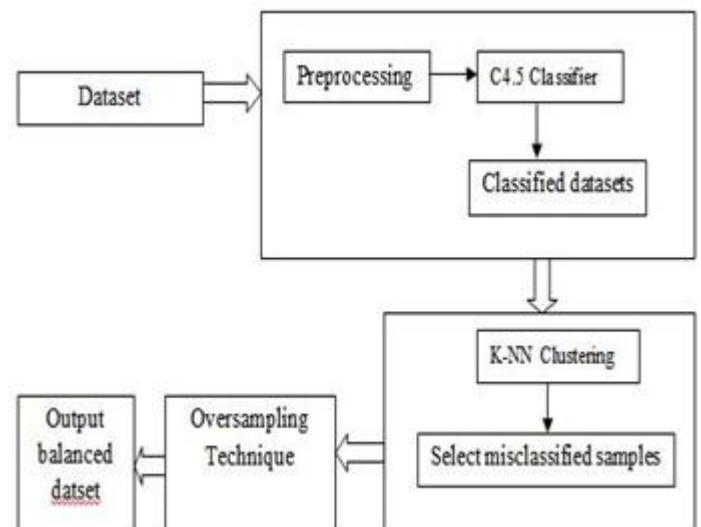 Dataset
Preprocessing
C4.5 Classifier
Classified datasets
K-NN Clustering
Select misclassified samples
Oversampling
Technique
Output
balanced
datset